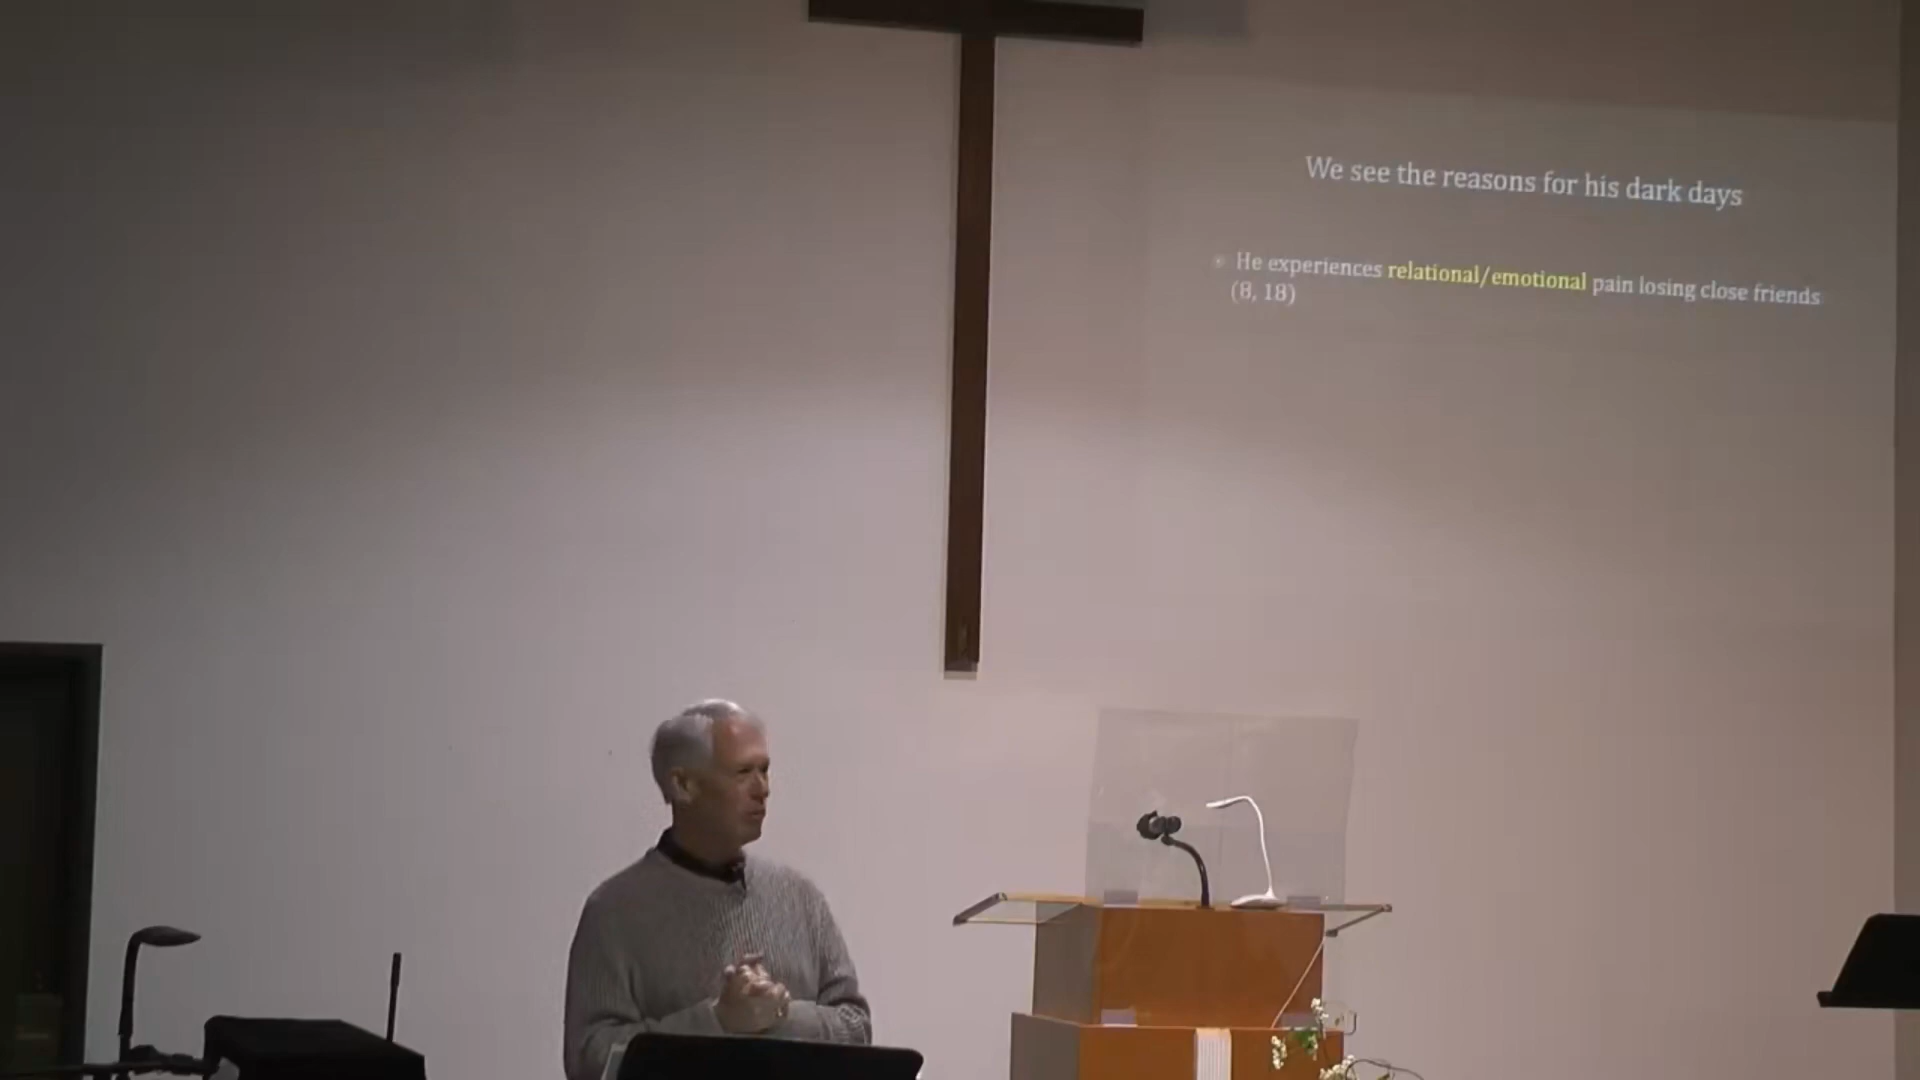 We see the reasons for his dark days
He experiences relational/emotional pain losing close friends
(8, 18)